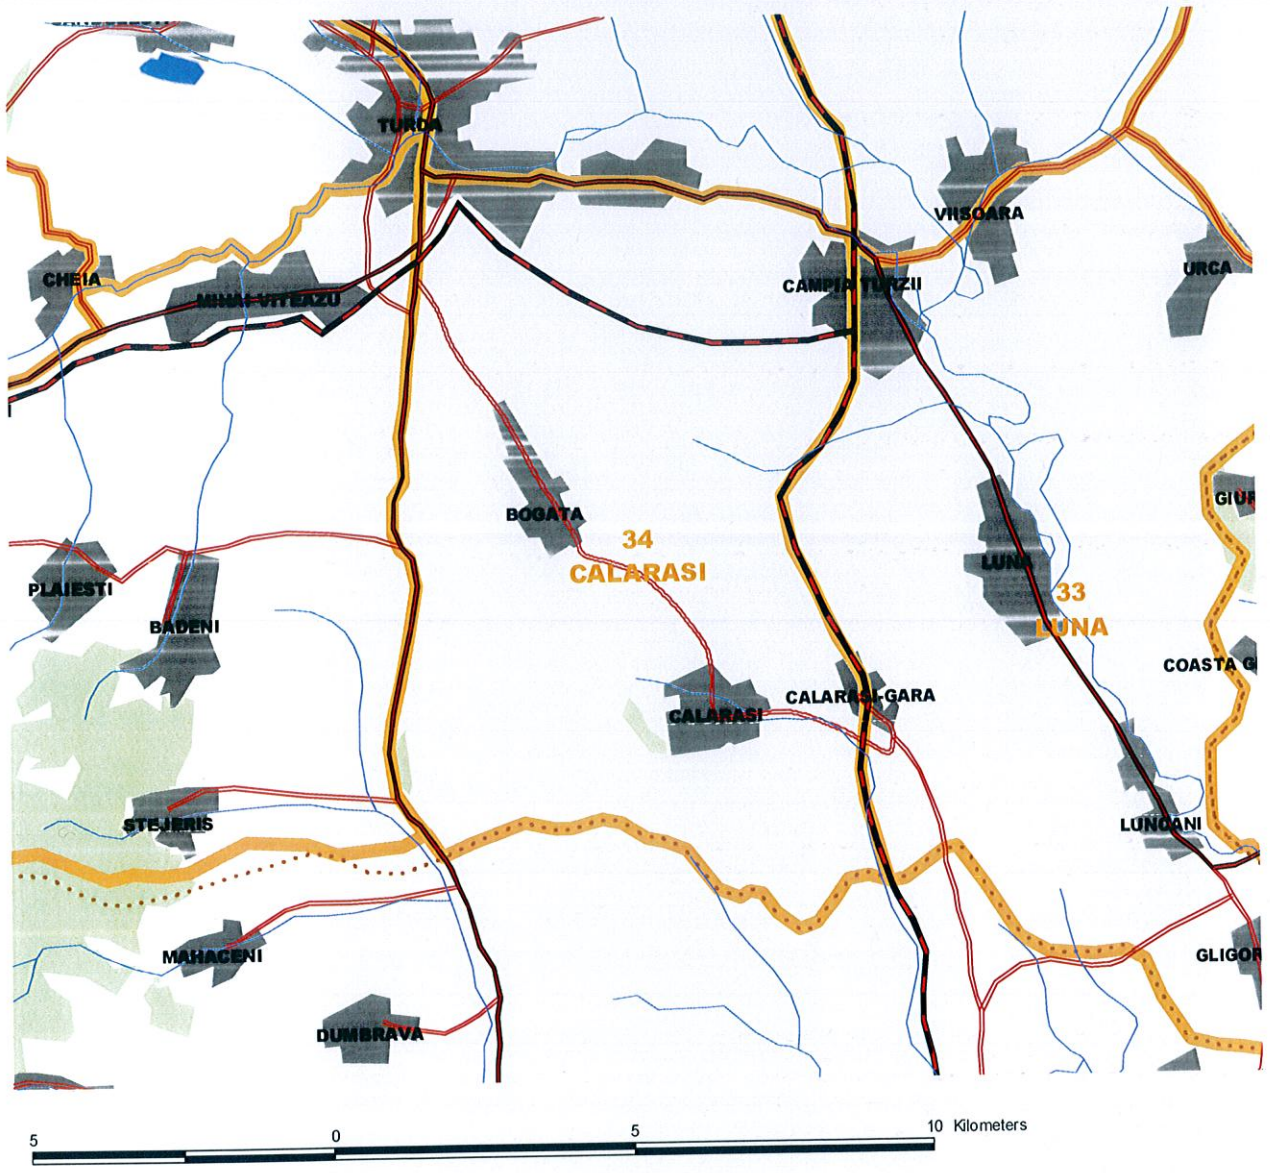 TURDA
VIISOARA
CHEIA
MIHAI VITEAZU
CAMPIA TURZII
URCA
BOGATA
34
CALARASI
PLAIESTI
BADENI
LUNA
33
LUNA
COASTA G
CALARASI
CALARASI-GARA
STEJERIS
LUNCANI
MAHACENI
GLIGOR
DUMBRAVA
5
0
5
10 Kilometers